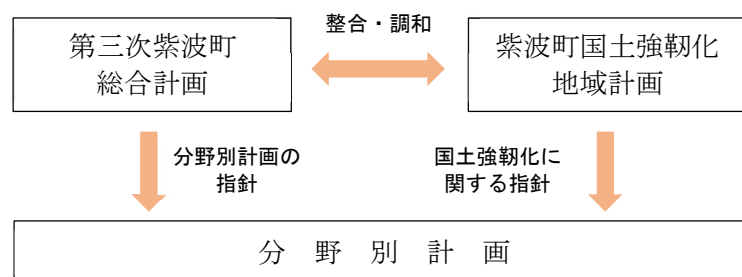 整合・調和
第三次紫波町
総合計画
紫波町国土強靭化
地域計画
分野別計画の
指針
国土強靭化に
関する指針
分野別計画